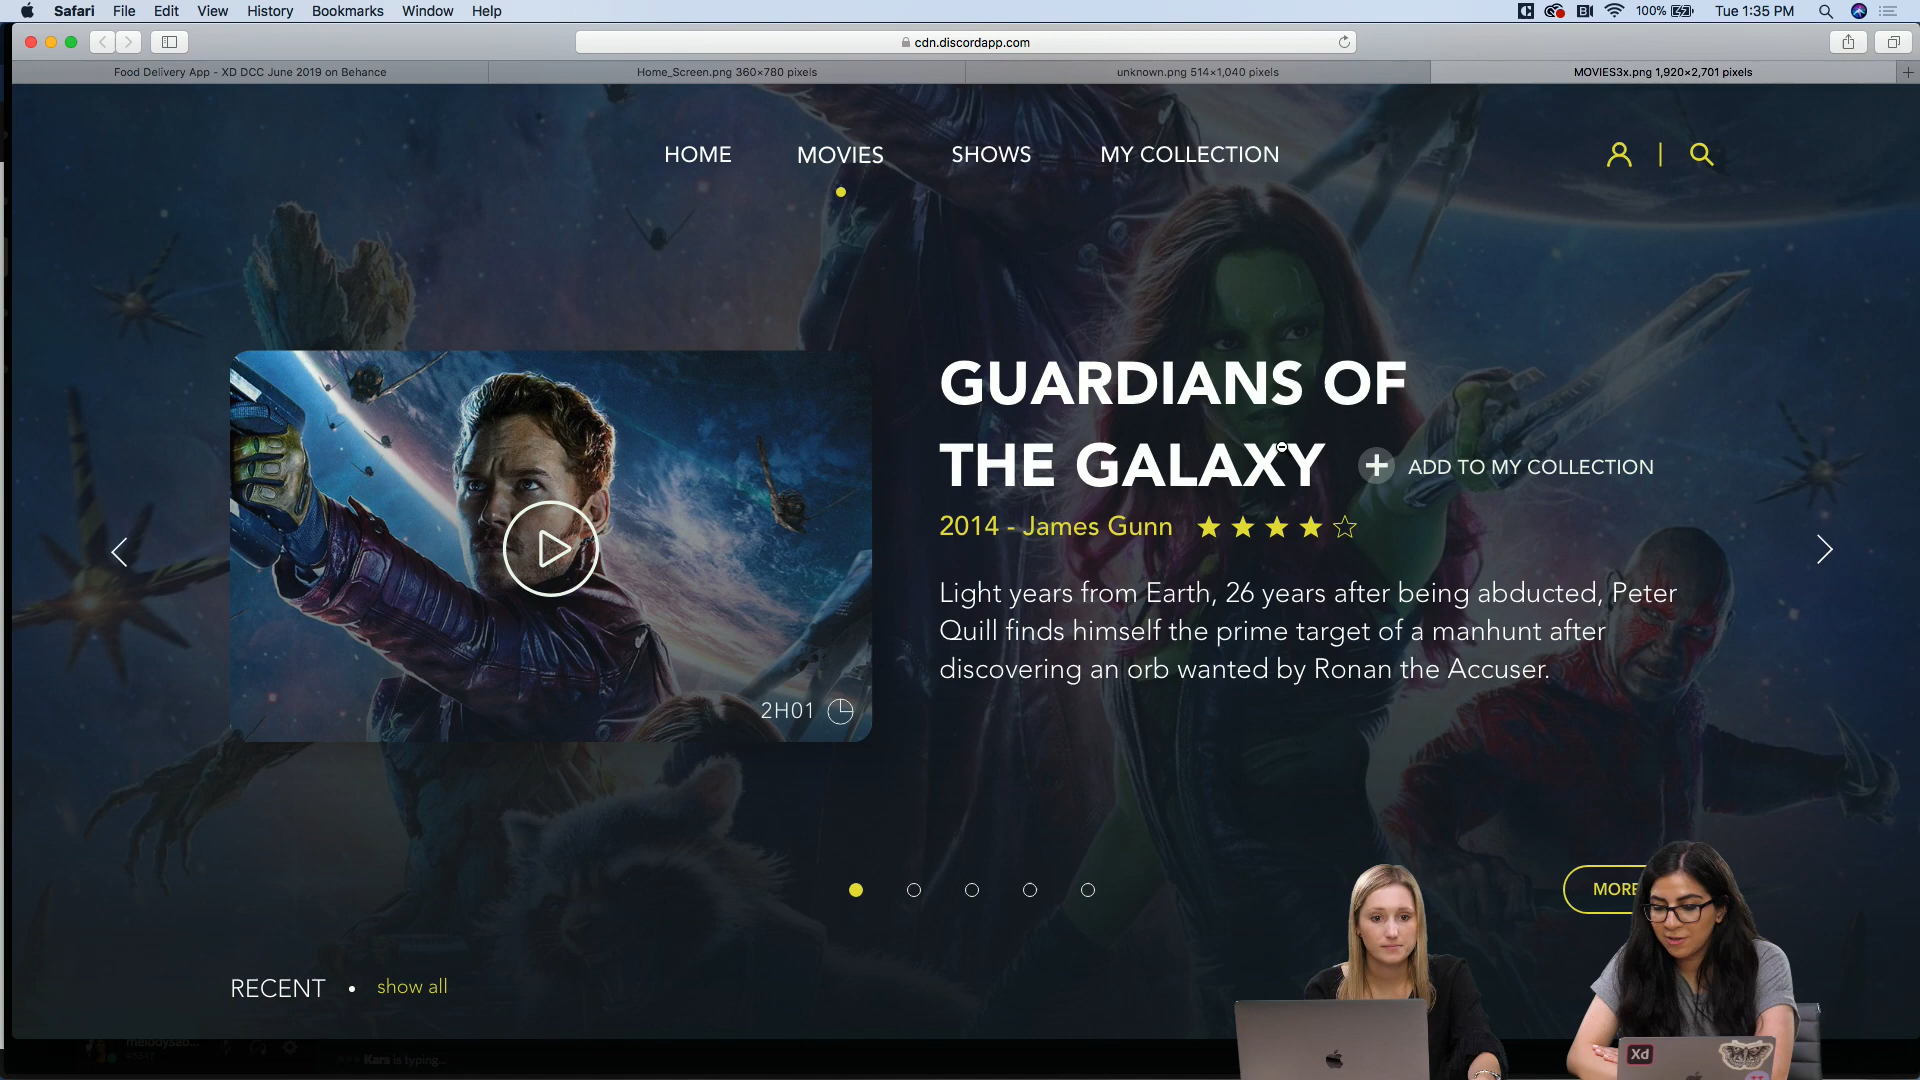 Safari File Edit View History Bookmarks Window Help
100% Tue 1:35 PM
cdn.discordapp.com
Food Delivery App - XD DCC June 2019 on Behance
Home_Screen.png 360×780 pixels
unknown.png 514×1,040 pixels
MOVIES3x.png 1,920×2,701 pixels
HOME MOVIES SHOWS MY COLLECTION
GUARDIANS OF
THE GALAXY
ADD TO MY COLLECTION
2014 - James Gunn
Light years from Earth, 26 years after being abducted, Peter
Quill finds himself the prime target of a manhunt after
discovering an orb wanted by Ronan the Accuser.
2H01
MORE
RECENT • show all
melodysab...
Kars is typing...
Xd